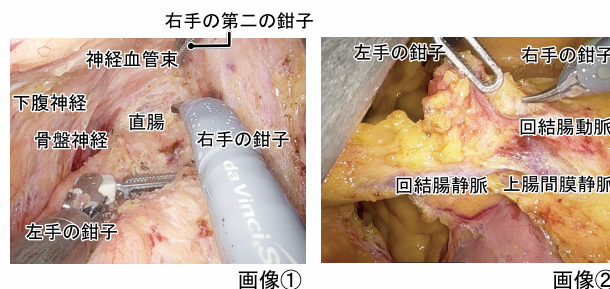 右手の第二の鉗子
神経血管束
下腹神経
骨盤神経
直腸
右手の鉗子
左手の鉗子
da Vinci S
画像①
左手の鉗子
右手の鉗子
回結腸動脈
回結腸静脈
上腸間膜静脈
画像②